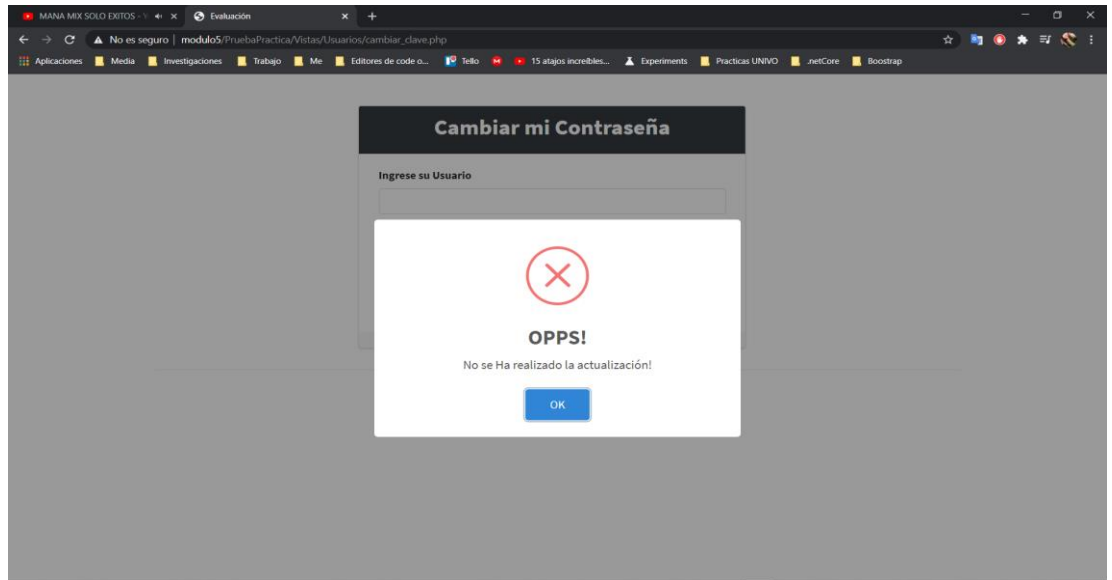 MANA MIX SOLO EXITOS - Y
Evaluación
No es seguro | modulo5/PruebaPractica/Vistas/Usuarios/cambiar_clave.php
Aplicaciones Media Investigaciones Trabajo Me Editores de code o... Tello 15 atajos increíbles... Experiments Practicas UNIVO .netCore Boostrap
Cambiar mi Contraseña
Ingrese su Usuario
OPPS!
No se Ha realizado la actualización!
OK